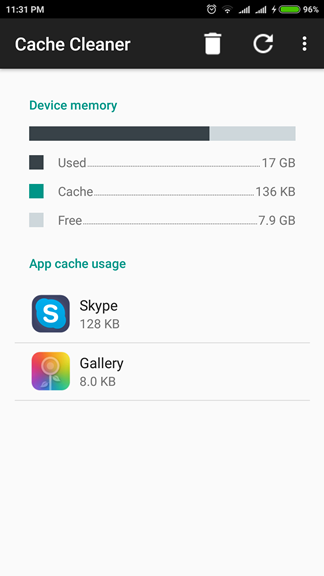 11:31 PM 96%
Cache Cleaner
Device memory
Used 17 GB
Cache 136 KB
Free 7.9 GB
App cache usage
Skype
128 KB
Gallery
8.0 KB